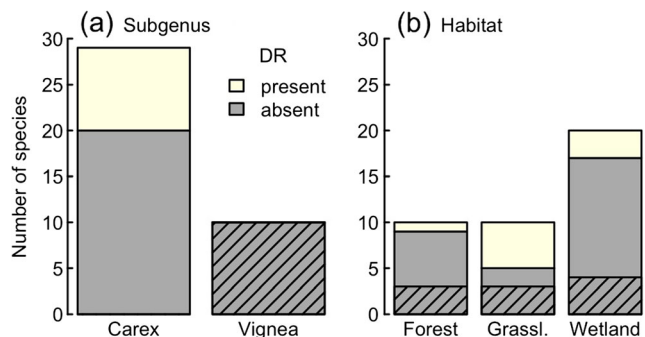 (a) Subgenus
Number of species
30
25
20
15
10
5
0
DR
present
absent
Carex
Vignea
(b) Habitat
30
25
20
15
10
5
0
Forest
Grassl.
Wetland